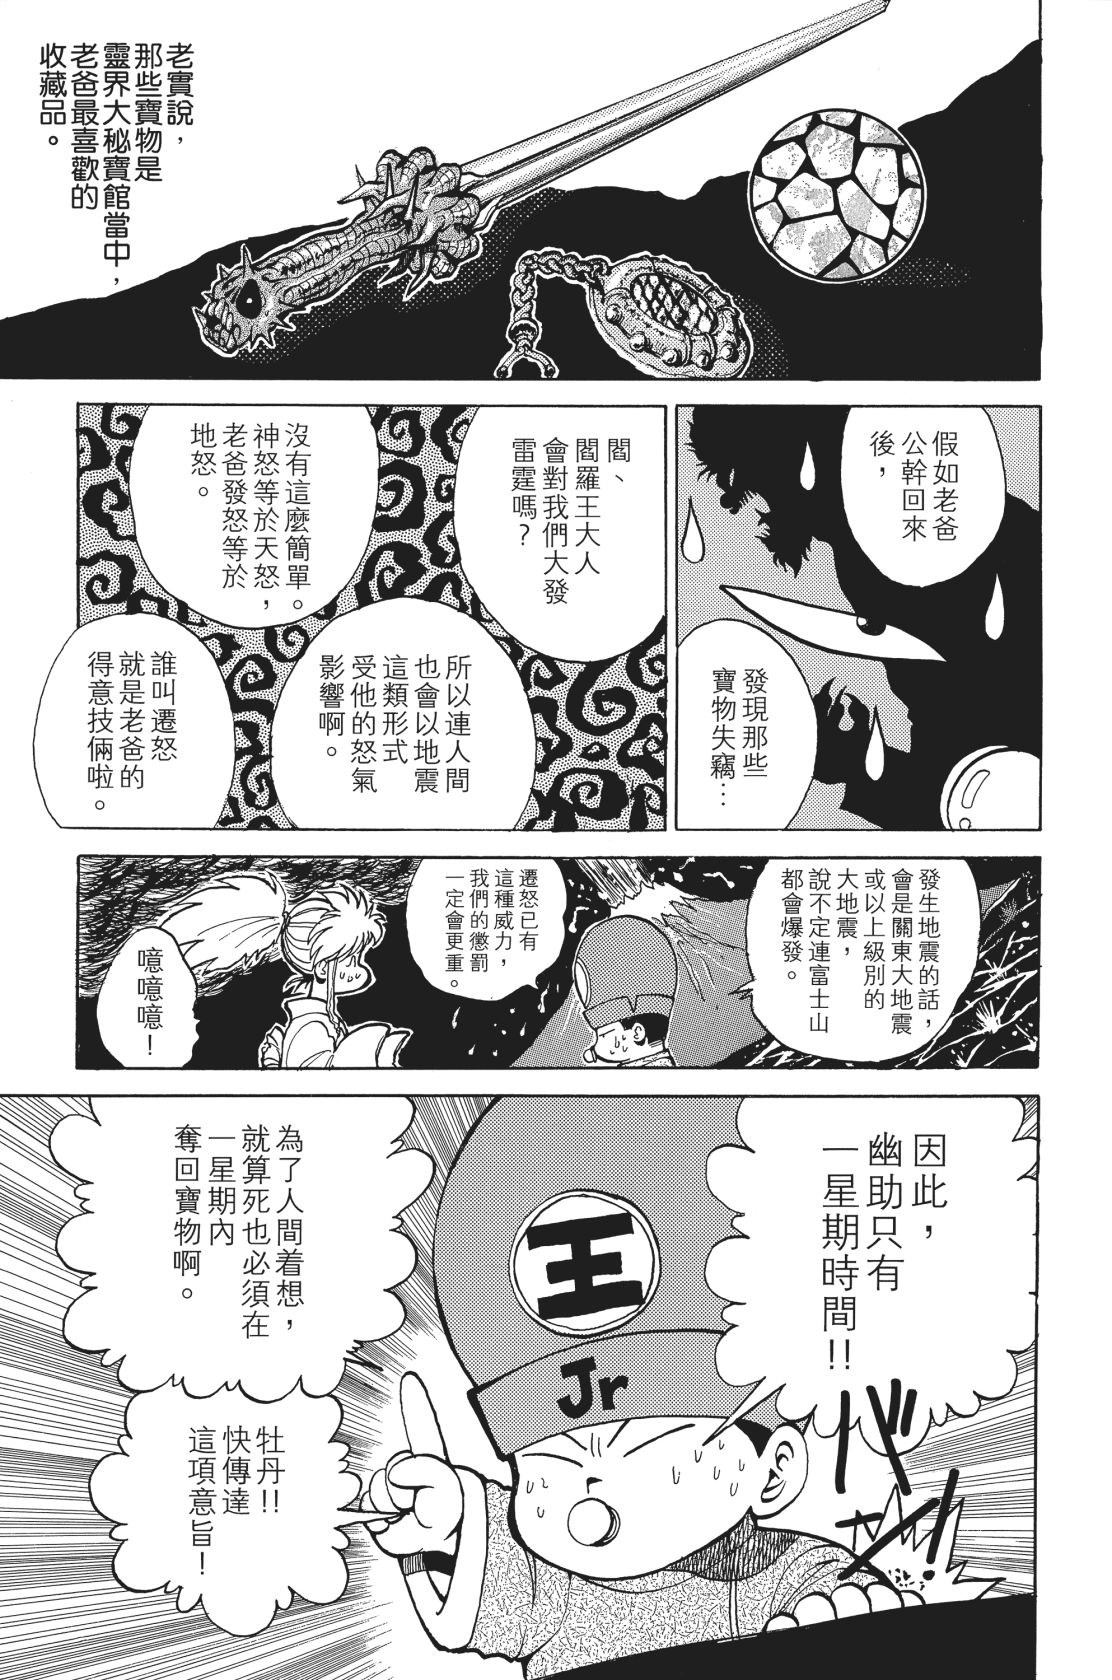 老實說，
那些寶物是
靈界大秘寶館當中，
老爸最喜歡的
收藏品。
假如老爸
公幹回來
後，
發現那些
寶物失竊…
閻、
閻羅王大人
會對我們大發
雷霆嗎？
沒有這麼簡單。
神怒等於天怒，
老爸發怒等於
地怒。
所以連人間
也會以地震
這類形式
受他的怒氣
影響啊。
誰叫遷怒
就是老爸的
得意技倆啦。
發生地震的話，
會是關東大地震
或以上級別的
大地震，
說不定連富士山
都會爆發。
遷怒已有
這種威力，
我們的懲罰
一定會更重。
噫噫噫！
因此，
幽助只有
一星期時間!!
バン!
王
Jr
為了人間着想，
就算死也必須在
一星期內
奪回寶物啊。
牡丹!!
快傳達
這項意旨！